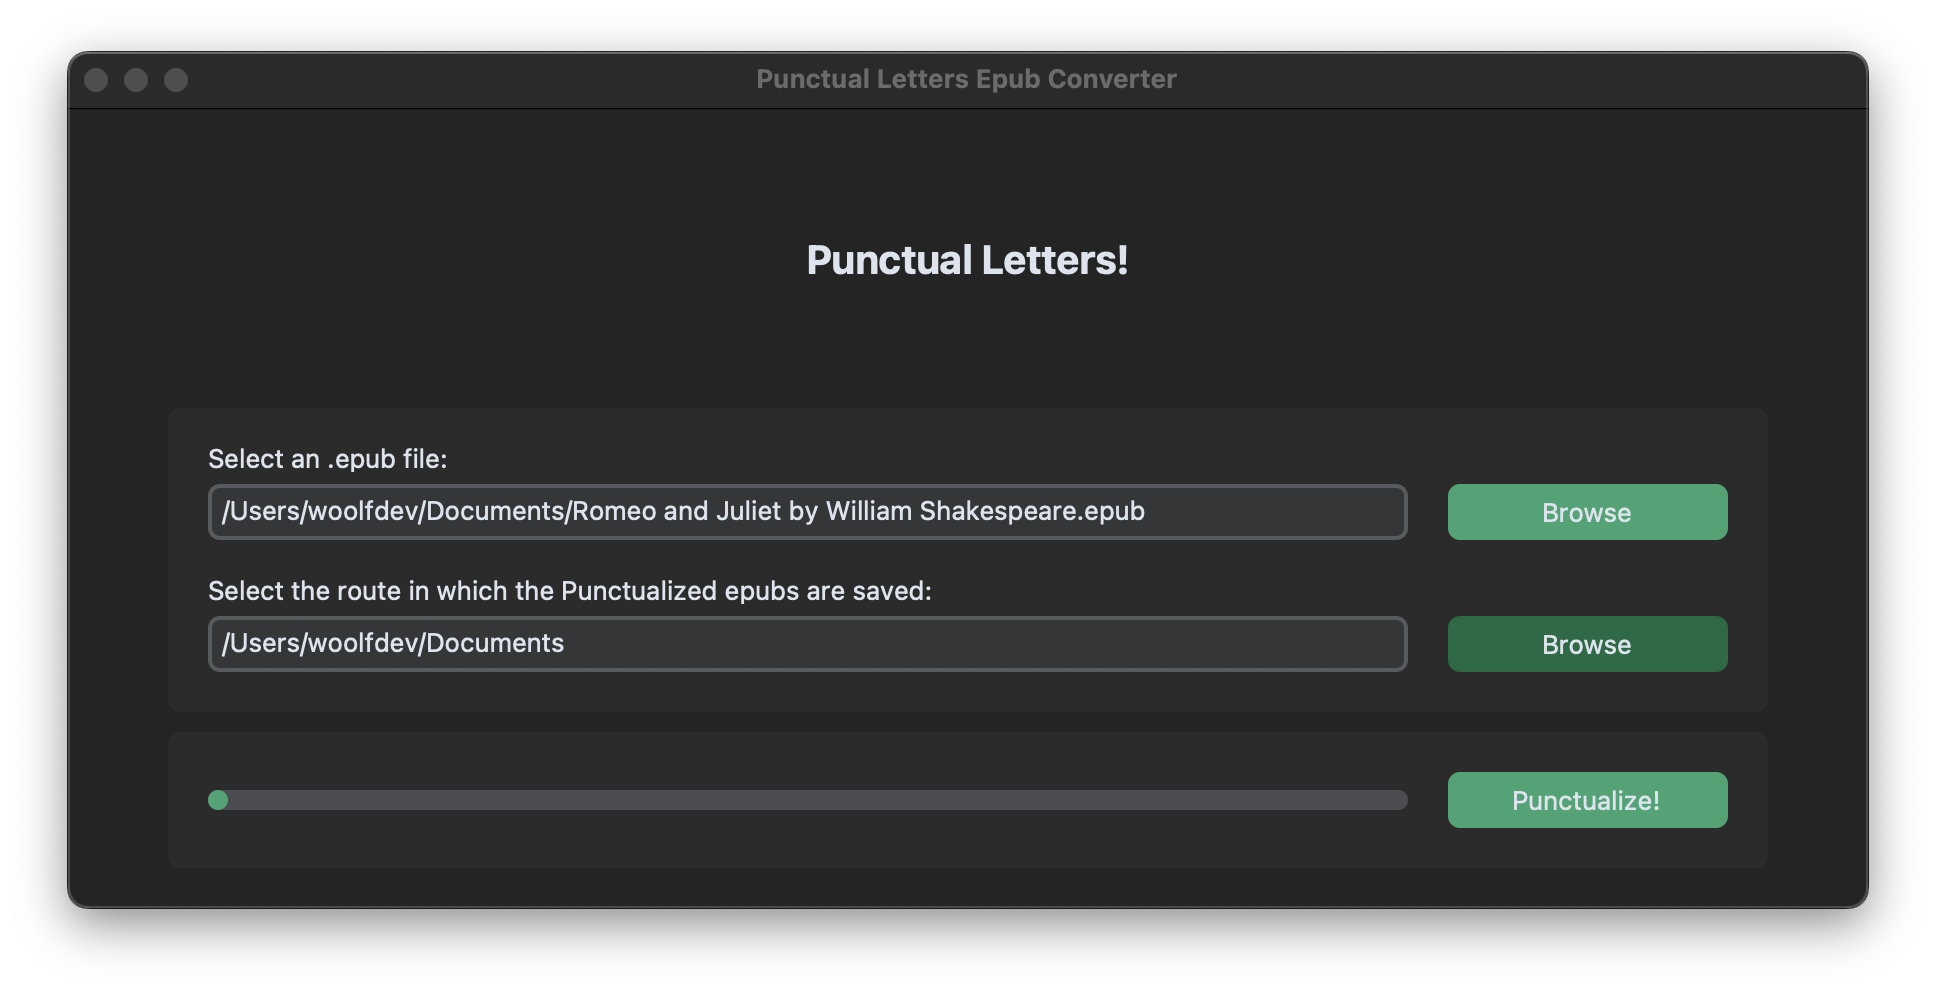 Punctual Letters Epub Converter
Punctual Letters!
Select an .epub file:
/Users/woolfdev/Documents/Romeo and Juliet by William Shakespeare.epub
Browse
Select the route in which the Punctualized epubs are saved:
/Users/woolfdev/Documents
Browse
Punctualize!